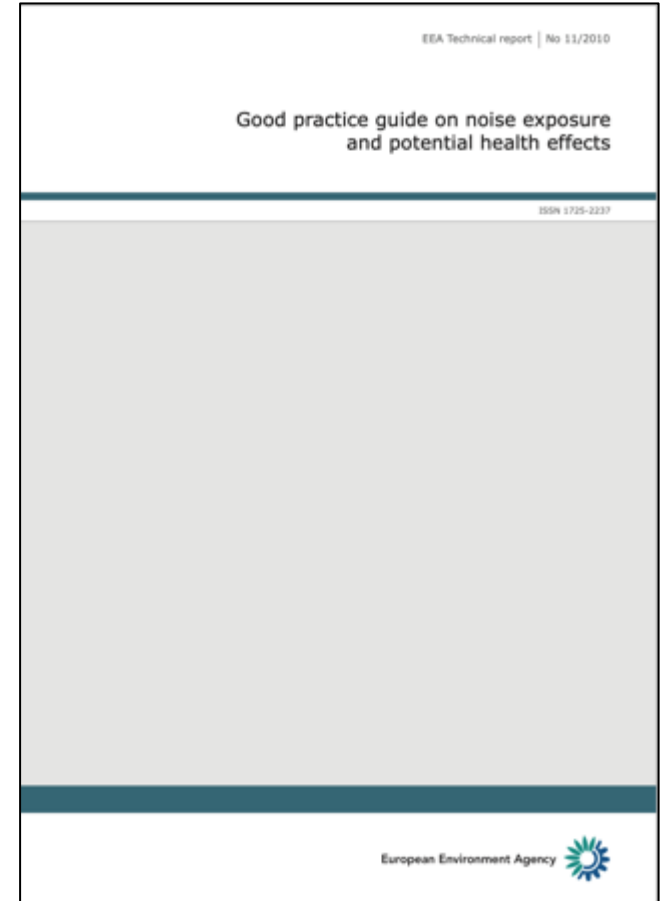 EEA Technical report | No 11/2010
Good practice guide on noise exposure
and potential health effects
ISSN 1725-2237
European Environment Agency